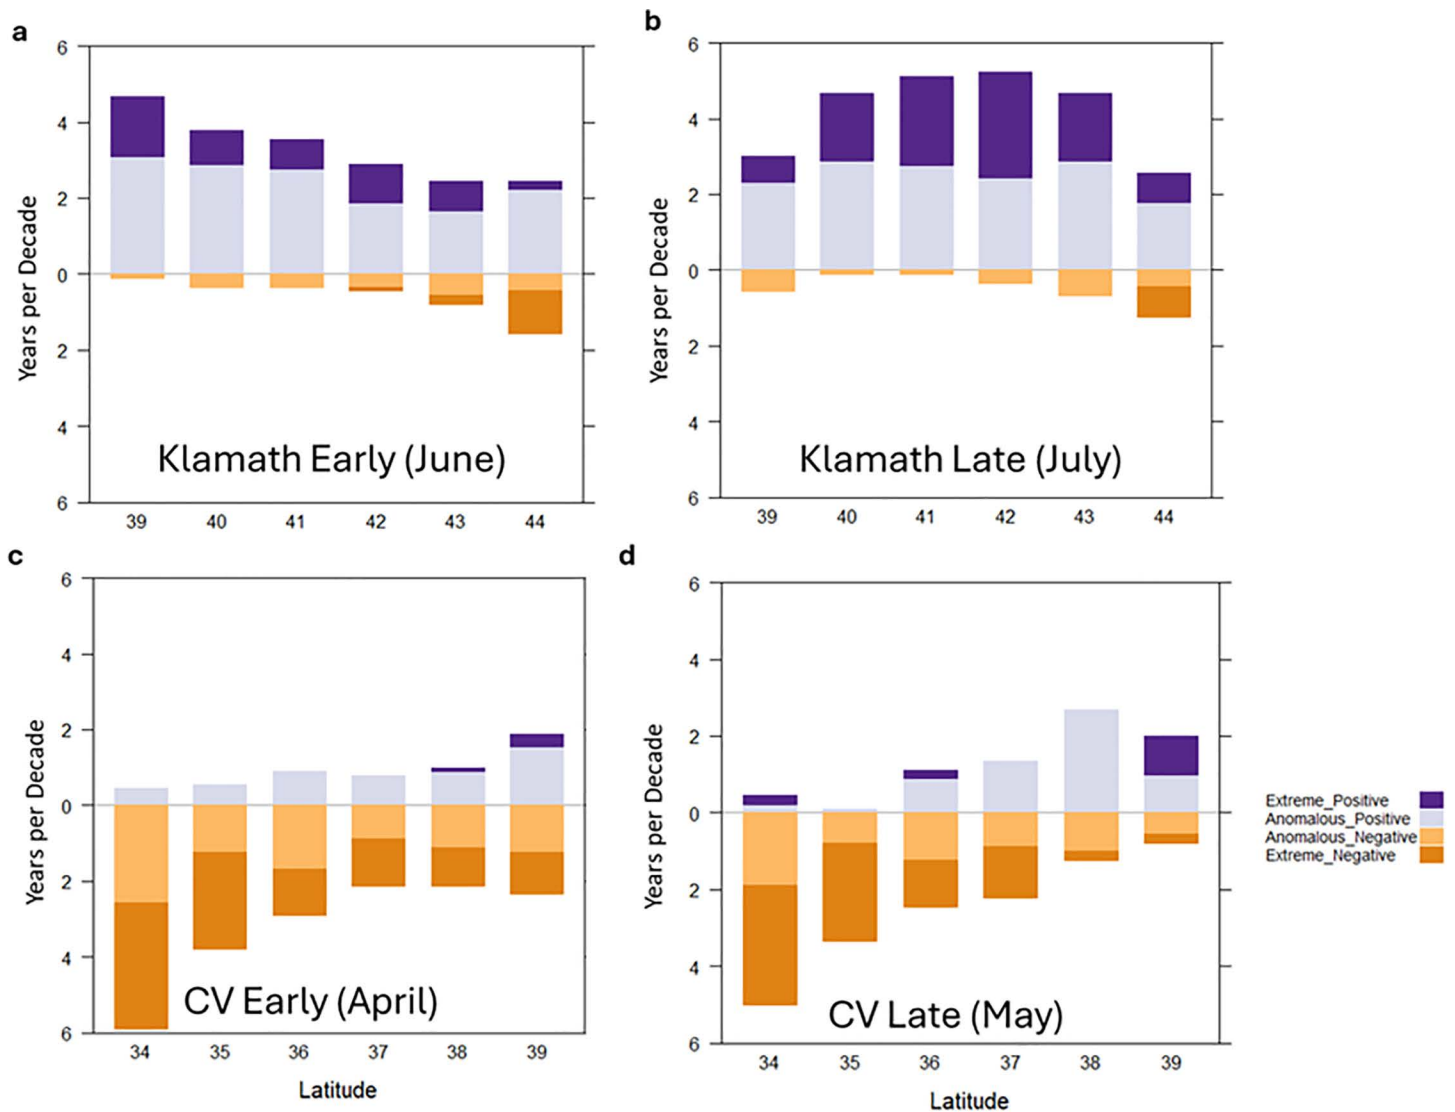 a
6
4
2
0
2
4
6
Years per Decade
Klamath Early (June)
39 40 41 42 43 44
b
6
4
2
0
2
4
6
Years per Decade
Klamath Late (July)
39 40 41 42 43 44
c
6
4
2
0
2
4
6
Years per Decade
CV Early (April)
34 35 36 37 38 39
Latitude
d
6
4
2
0
2
4
6
Years per Decade
CV Late (May)
34 35 36 37 38 39
Latitude
Extreme_Positive
Anomalous_Positive
Anomalous_Negative
Extreme_Negative